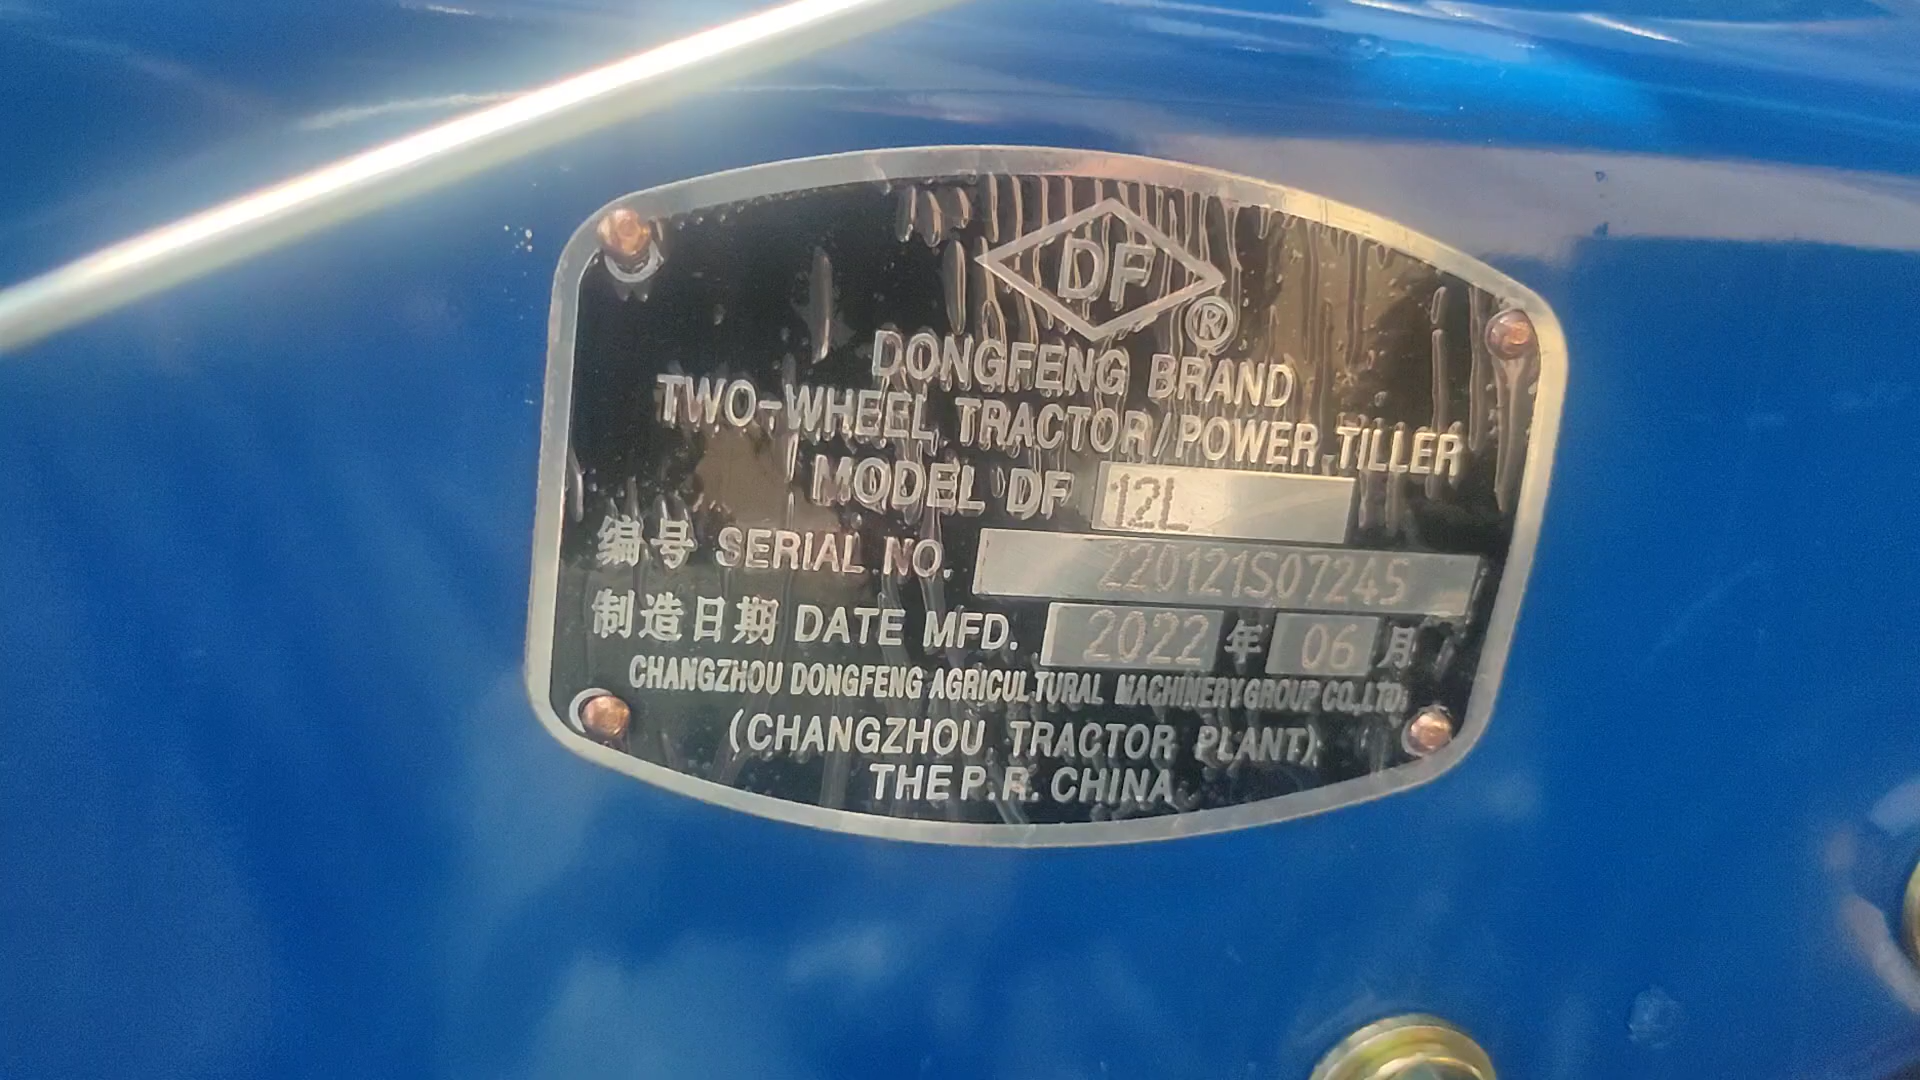 DF ®
DONGFENG BRAND
TWO-WHEEL TRACTOR/POWER TILLER
MODEL DF 12L
编号 SERIAL NO. 220121S07245
制造日期 DATE MFD. 2022 年 06 月
CHANGZHOU DONGFENG AGRICULTURAL MACHINERY GROUP CO.,LTD.
(CHANGZHOU TRACTOR PLANT)
THE P.R. CHINA